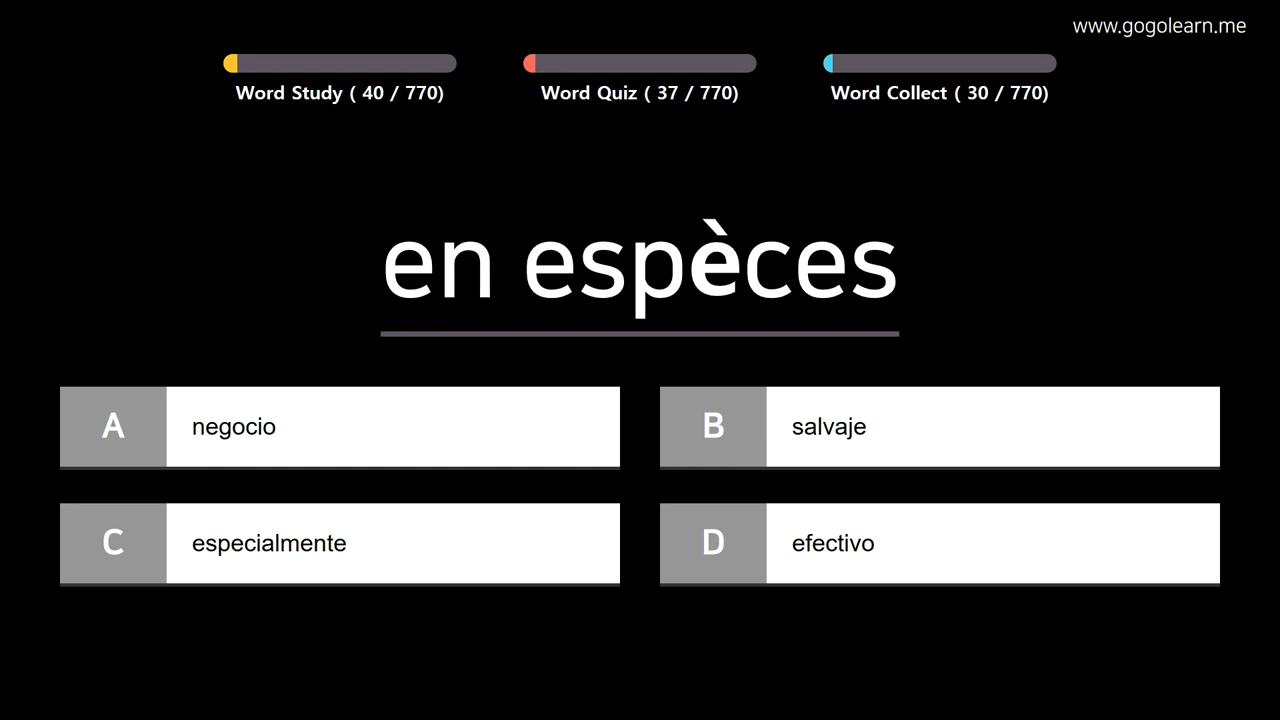 www.gogolearn.me
Word Study ( 40 / 770)
Word Quiz ( 37 / 770)
Word Collect ( 30 / 770)
en espèces
A negocio
B salvaje
C especialmente
D efectivo